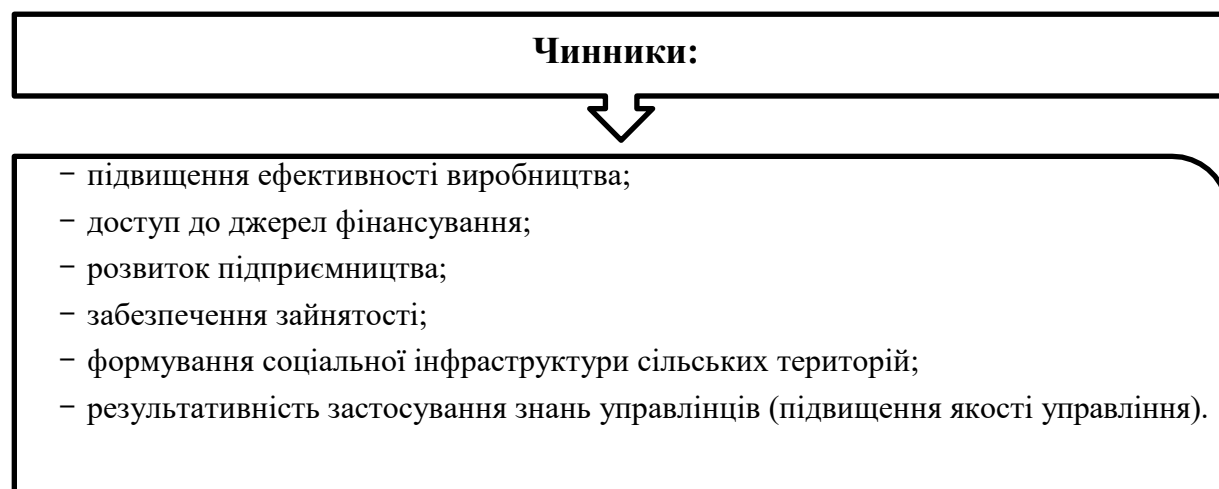 Чинники:
− підвищення ефективності виробництва;
− доступ до джерел фінансування;
− розвиток підприємництва;
− забезпечення зайнятості;
− формування соціальної інфраструктури сільських територій;
− результативність застосування знань управлінців (підвищення якості управління).